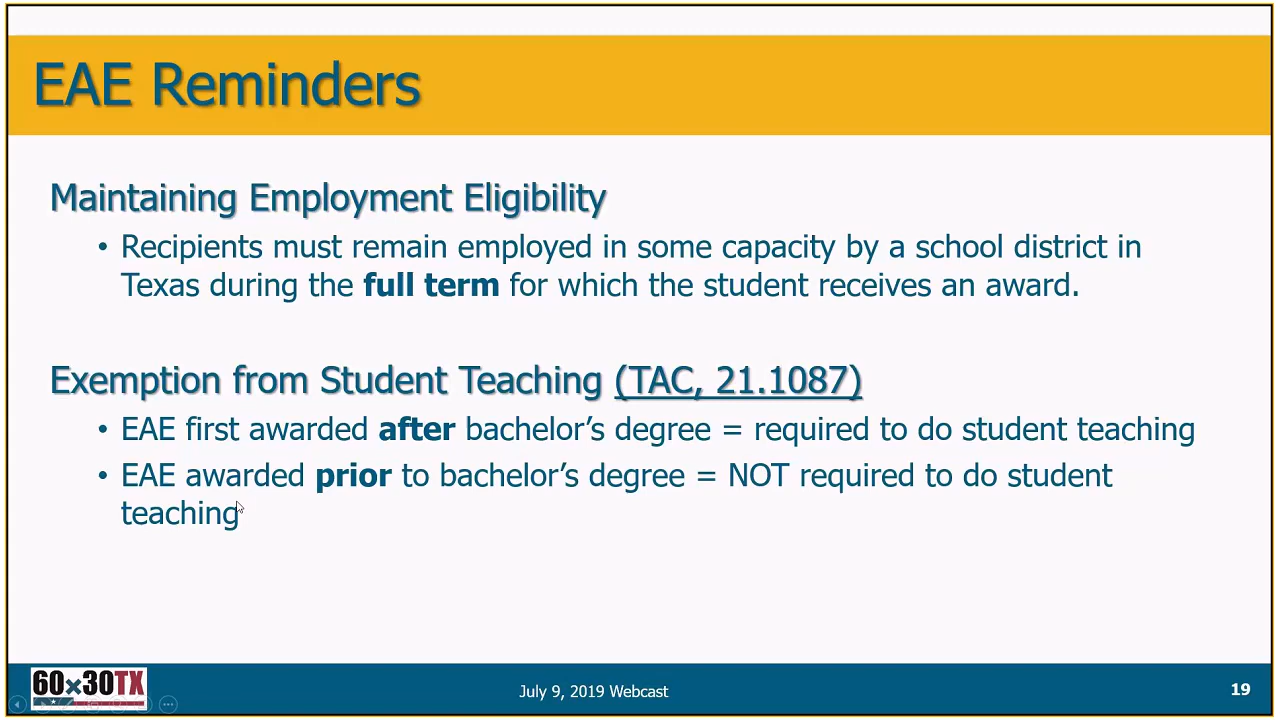 EAE Reminders
Maintaining Employment Eligibility
• Recipients must remain employed in some capacity by a school district in
Texas during the full term for which the student receives an award.
Exemption from Student Teaching (TAC, 21.1087)
• EAE first awarded after bachelor’s degree = required to do student teaching
• EAE awarded prior to bachelor’s degree = NOT required to do student
teaching
60x30TX
July 9, 2019 Webcast
19